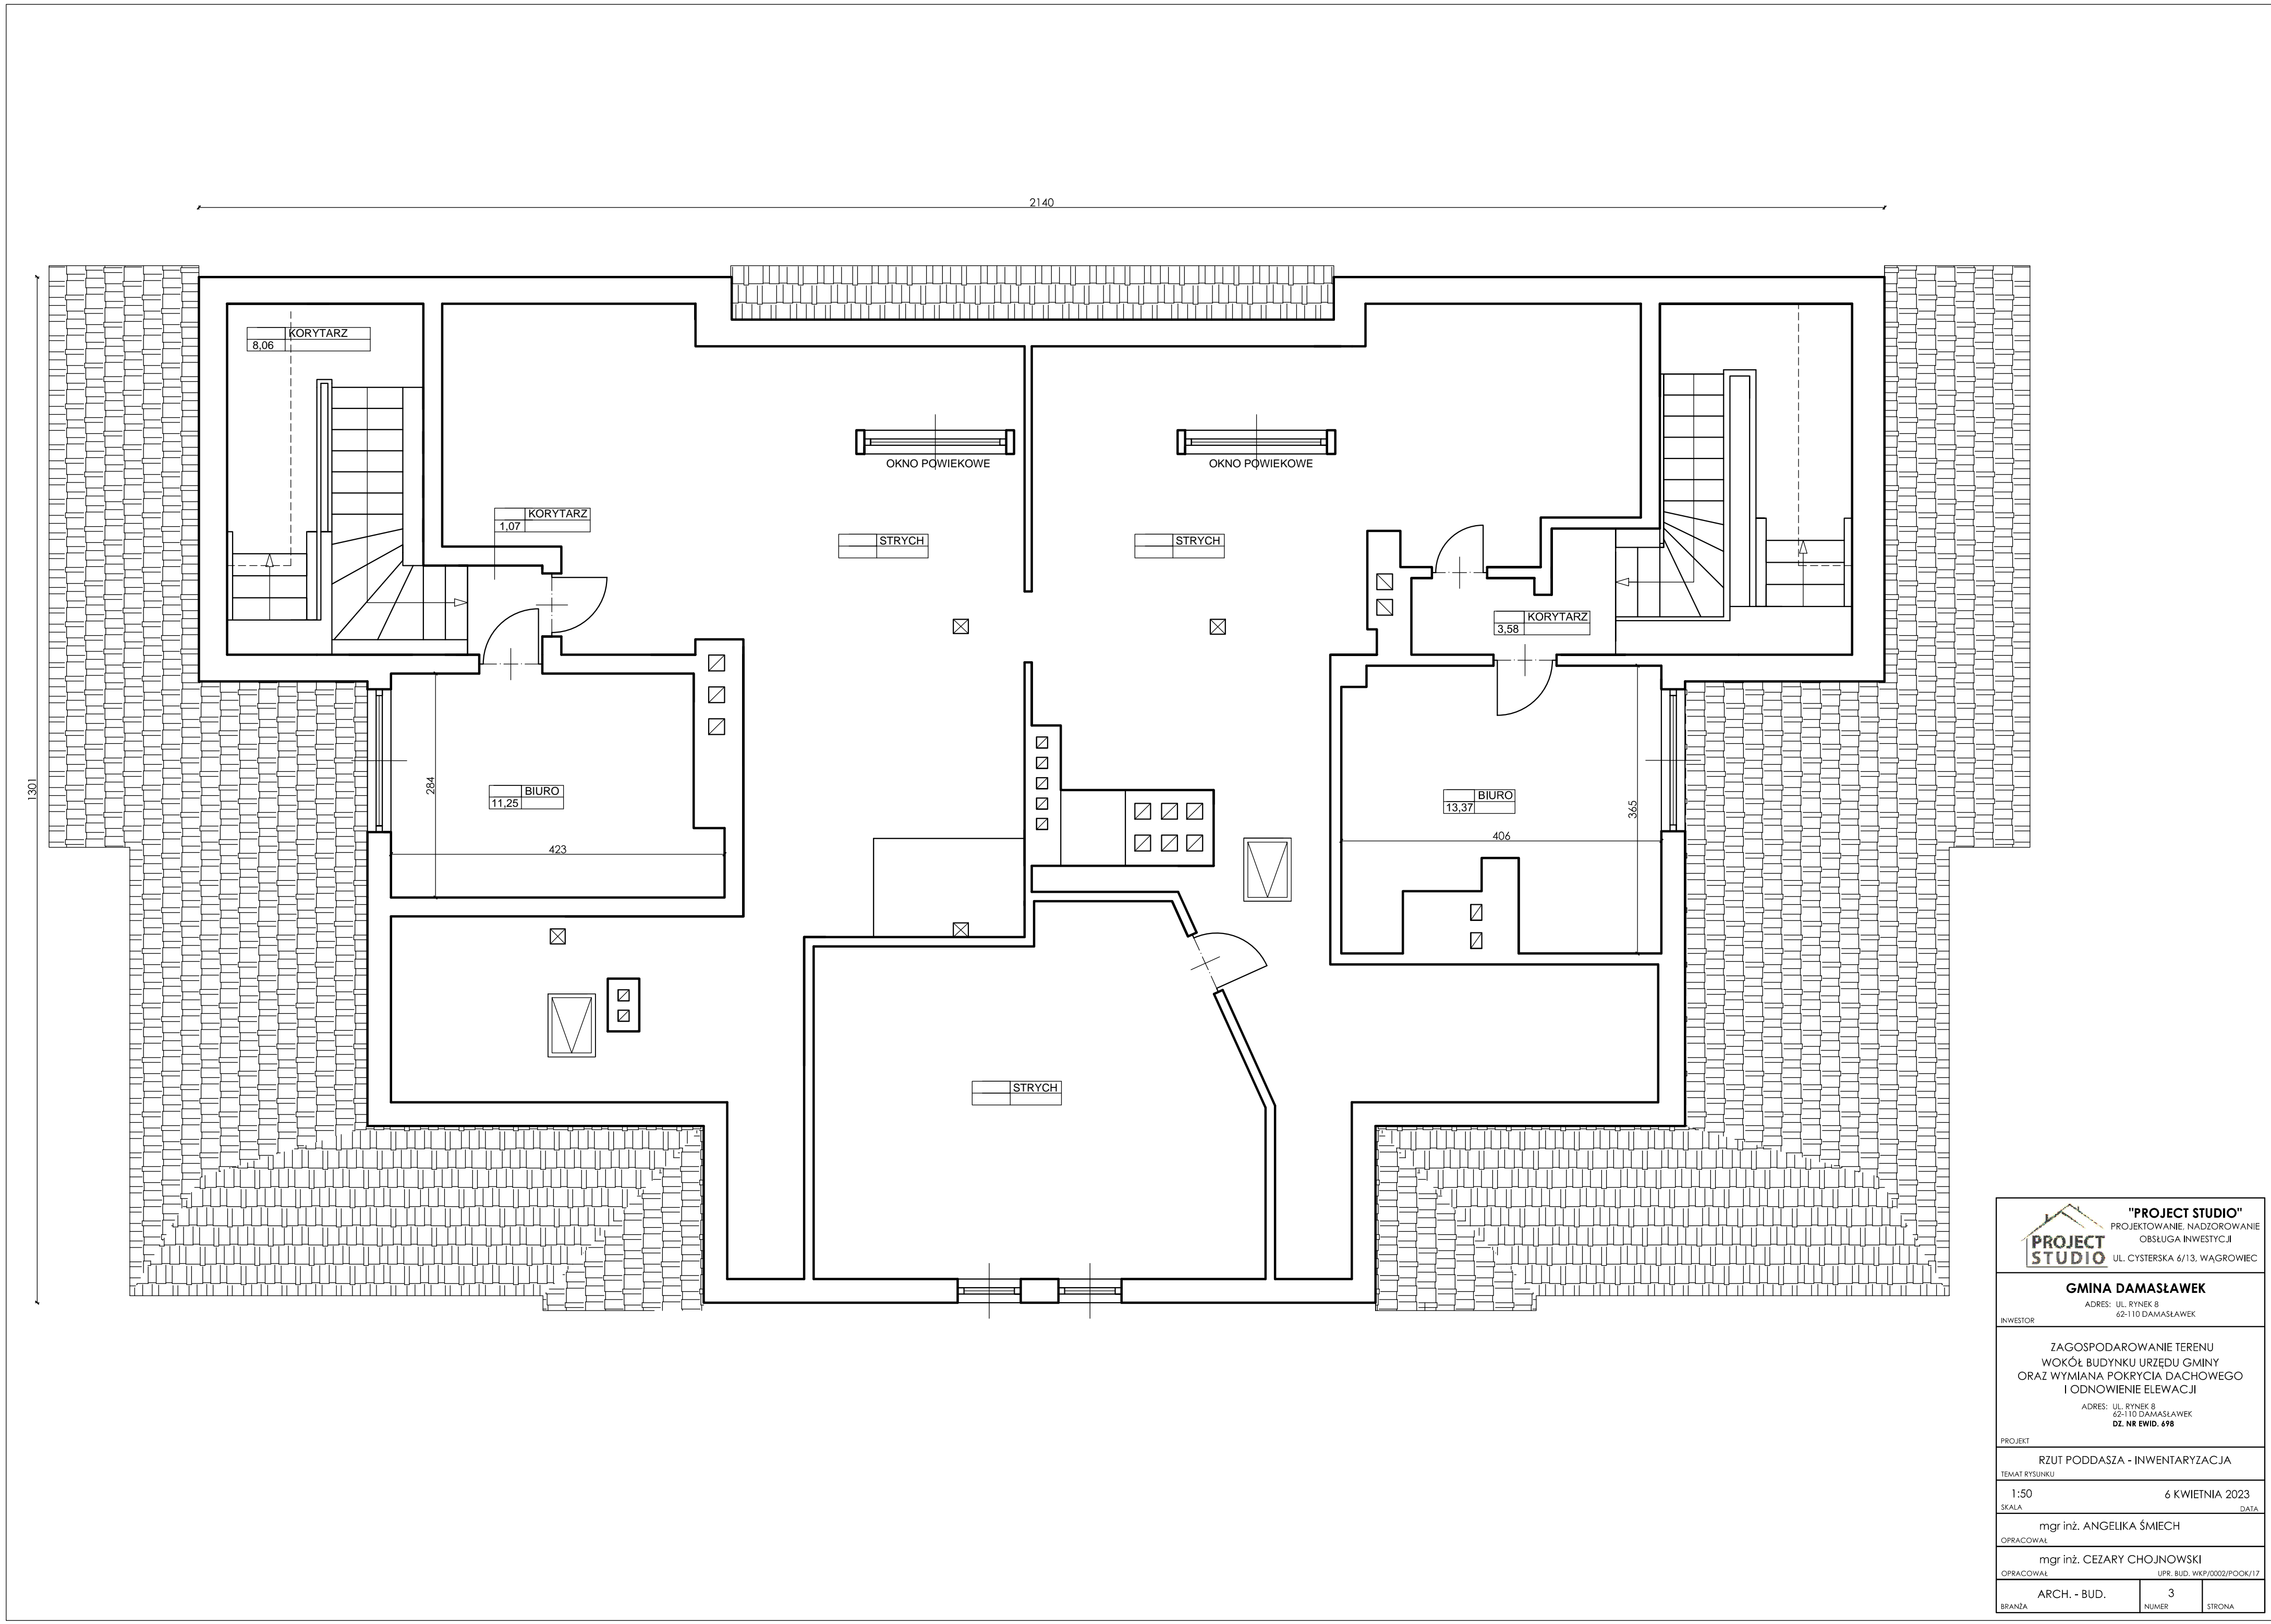 2140
1301
KORYTARZ
8,06
KORYTARZ
1,07
OKNO POWIEKOWE
OKNO POWIEKOWE
STRYCH
STRYCH
KORYTARZ
3,58
284
BIURO
11,25
423
BIURO
13,37
365
406
STRYCH
"PROJECT STUDIO"
PROJEKTOWANIE, NADZOROWANIE
OBSŁUGA INWESTYCJI
PROJECT
STUDIO
UL. CYSTERSKA 6/13, WĄGROWIEC
GMINA DAMASŁAWEK
ADRES: UL. RYNEK 8
62-110 DAMASŁAWEK
INWESTOR
ZAGOSPODAROWANIE TERENU
WOKÓŁ BUDYNKU URZĘDU GMINY
ORAZ WYMIANA POKRYCIA DACHOWEGO
I ODNOWIENIE ELEWACJI
ADRES: UL. RYNEK 8
62-110 DAMASŁAWEK
DZ. NR EWID. 698
PROJEKT
RZUT PODDASZA - INWENTARYZACJA
TEMAT RYSUNKU
1:50 6 KWIETNIA 2023
SKALA DATA
mgr inż. ANGELIKA ŚMIECH
OPRACOWAŁ
mgr inż. CEZARY CHOJNOWSKI
OPRACOWAŁ UPR. BUD. WKP/0002/POOK/17
ARCH. - BUD. 3
BRANŻA NUMER STRONA